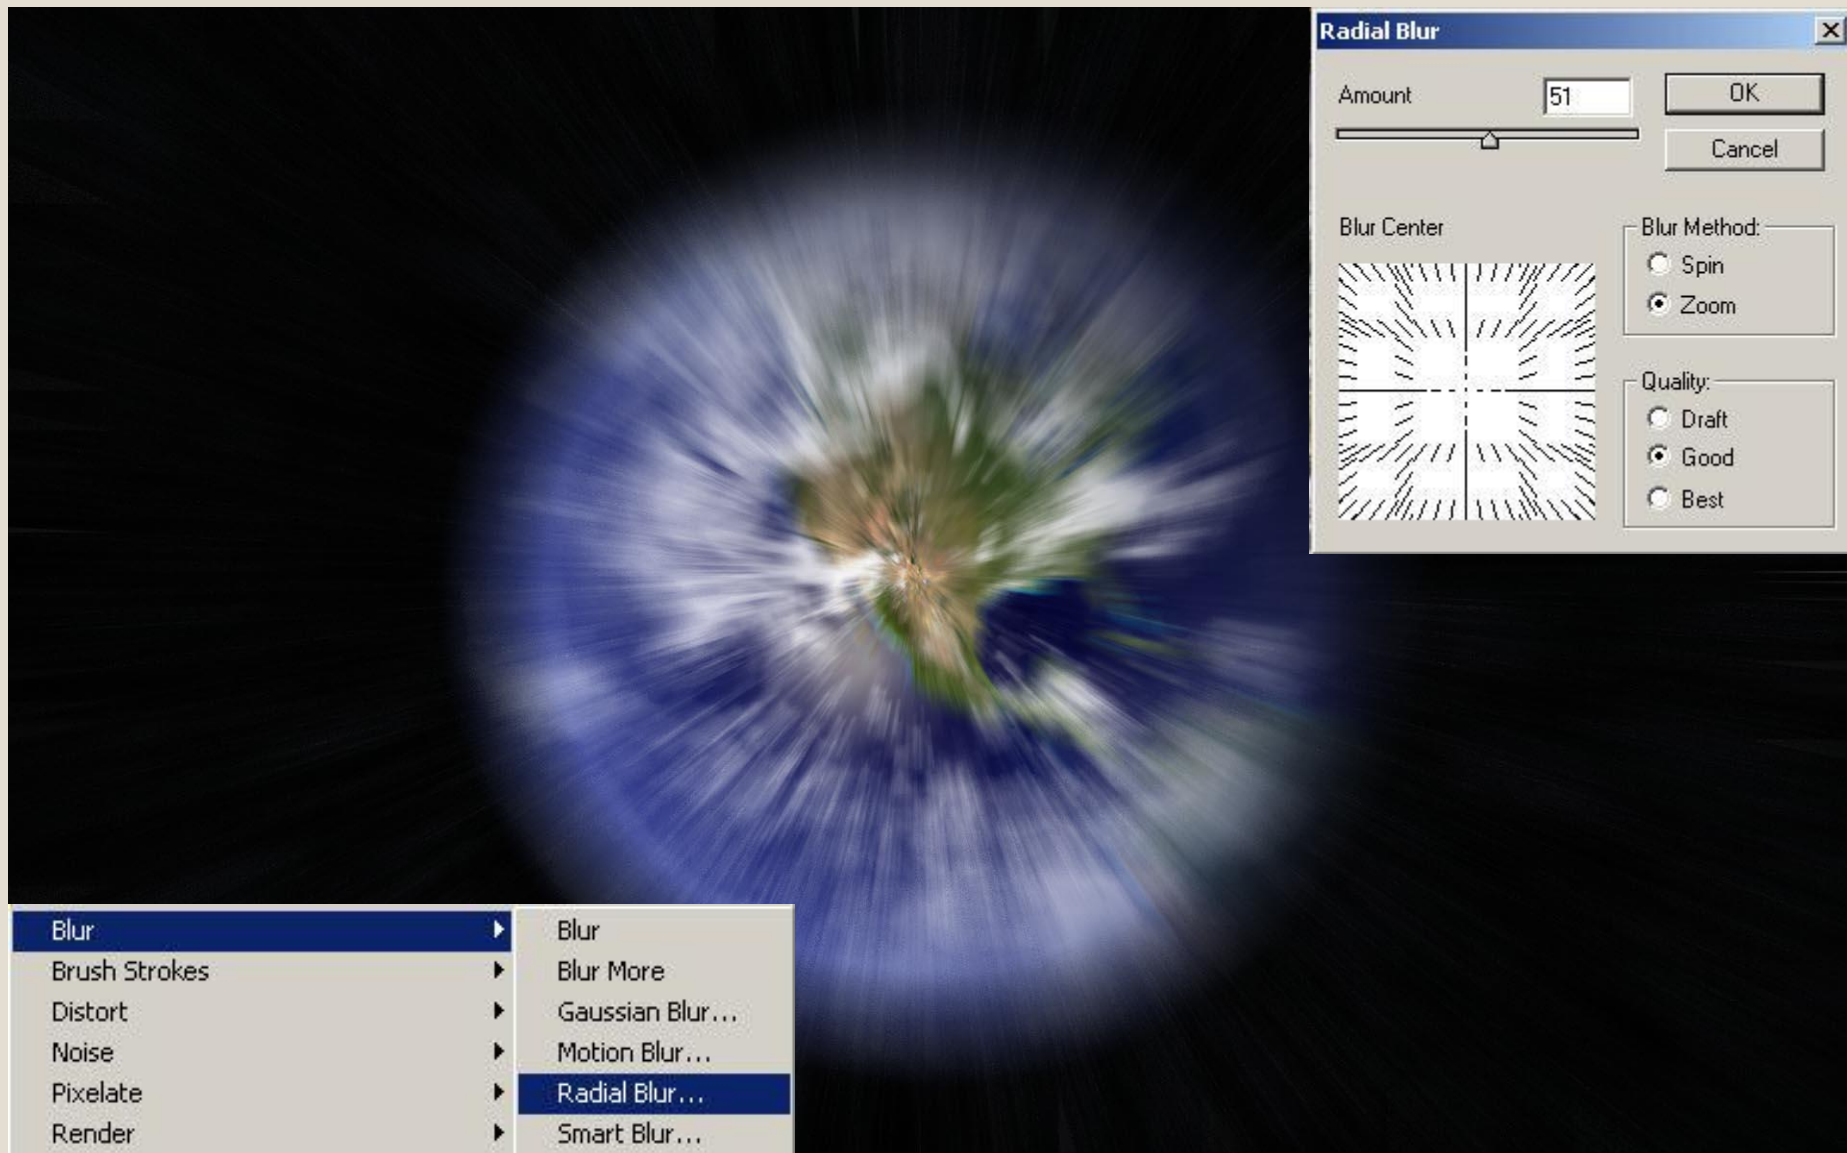 Radial Blur
Amount 51 OK
Cancel
Blur Center
Blur Method:
Spin
Zoom
Quality:
Draft
Good
Best
Blur
Brush Strokes
Distort
Noise
Pixelate
Render
Blur
Blur More
Gaussian Blur...
Motion Blur...
Radial Blur...
Smart Blur...